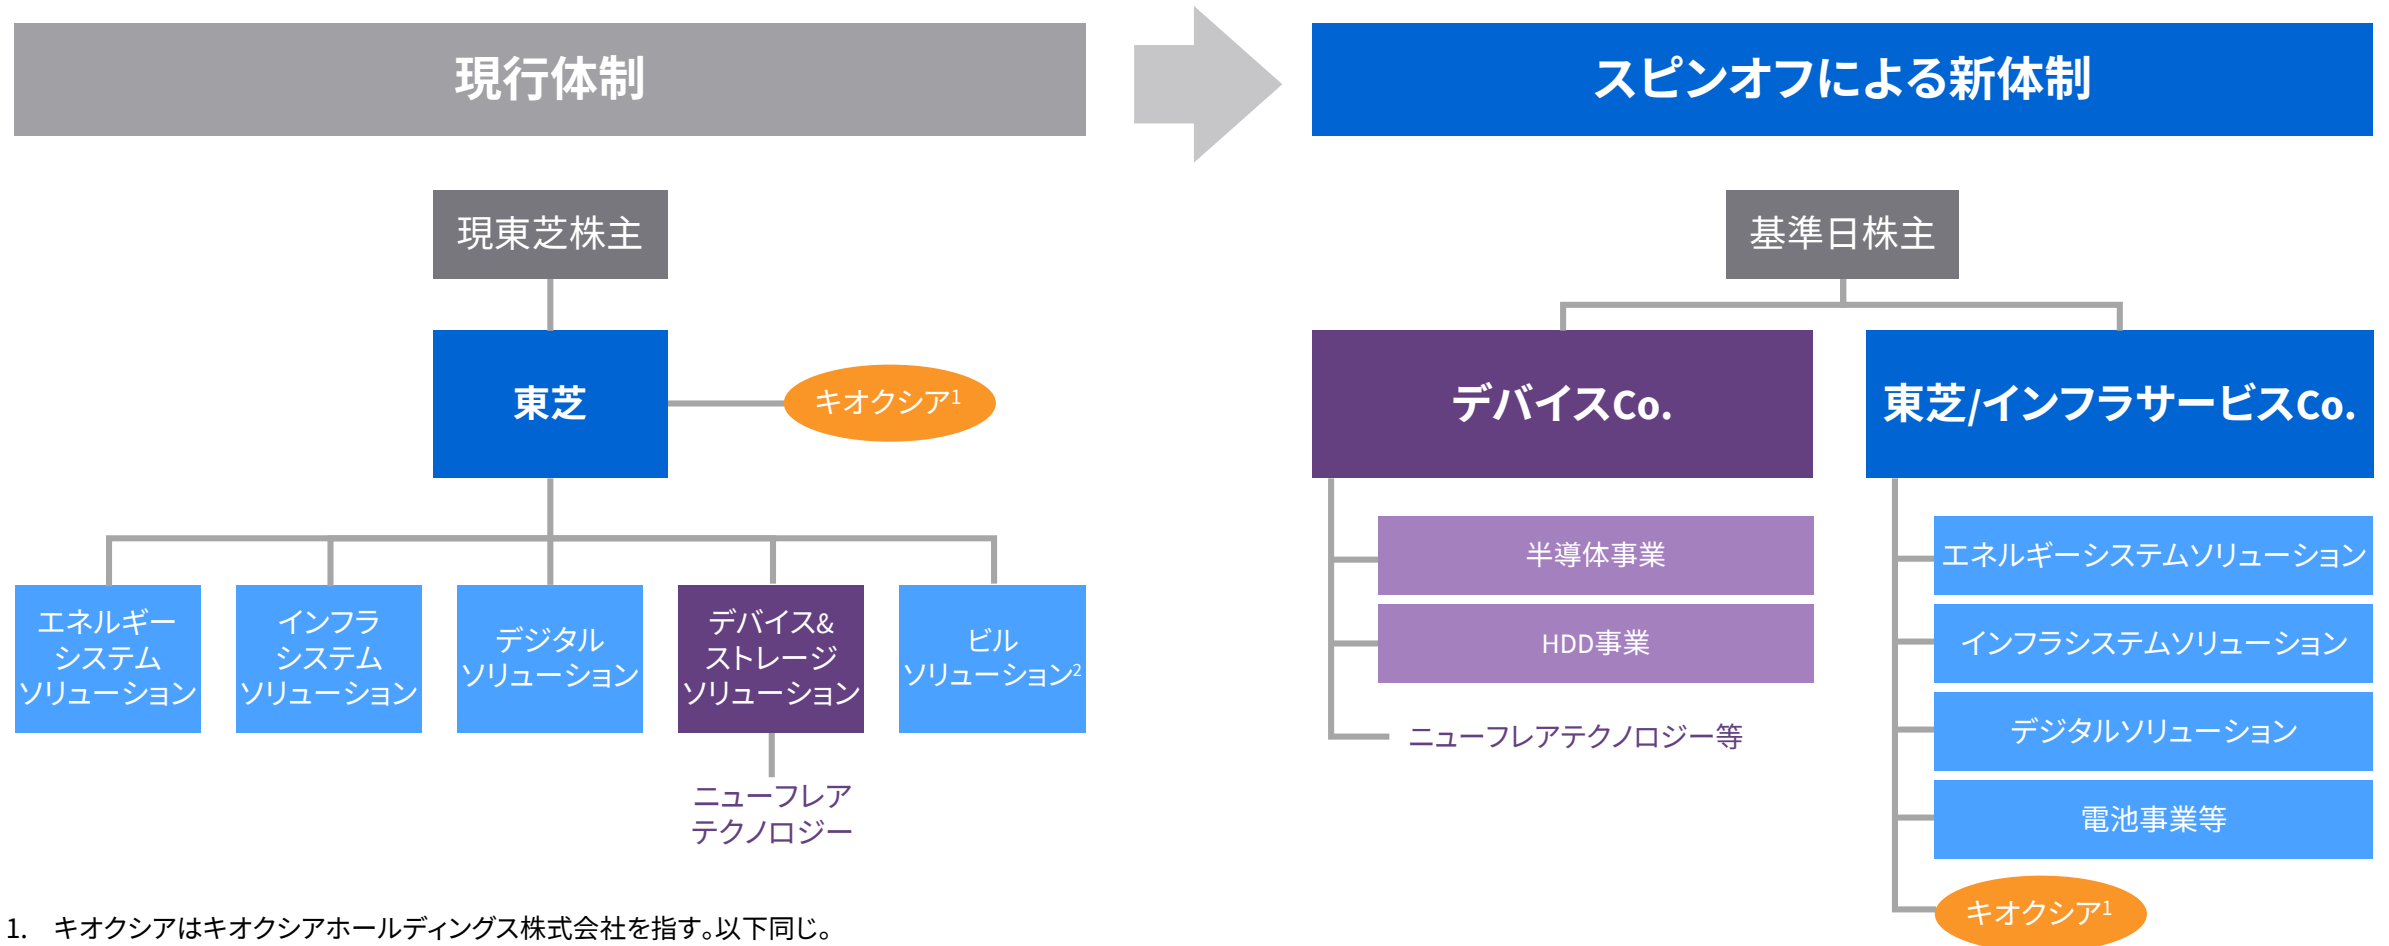 現行体制
スピンオフによる新体制
現東芝株主
東芝
キオクシア1
エネルギー
システム
ソリューション
インフラ
システム
ソリューション
デジタル
ソリューション
デバイス&
ストレージ
ソリューション
ビル
ソリューション2
ニューフレア
テクノロジー
基準日株主
デバイスCo.
東芝/インフラサービスCo.
半導体事業
HDD事業
ニューフレアテクノロジー等
エネルギーシステムソリューション
インフラシステムソリューション
デジタルソリューション
電池事業等
キオクシア1
1. キオクシアはキオクシアホールディングス株式会社を指す。以下同じ。